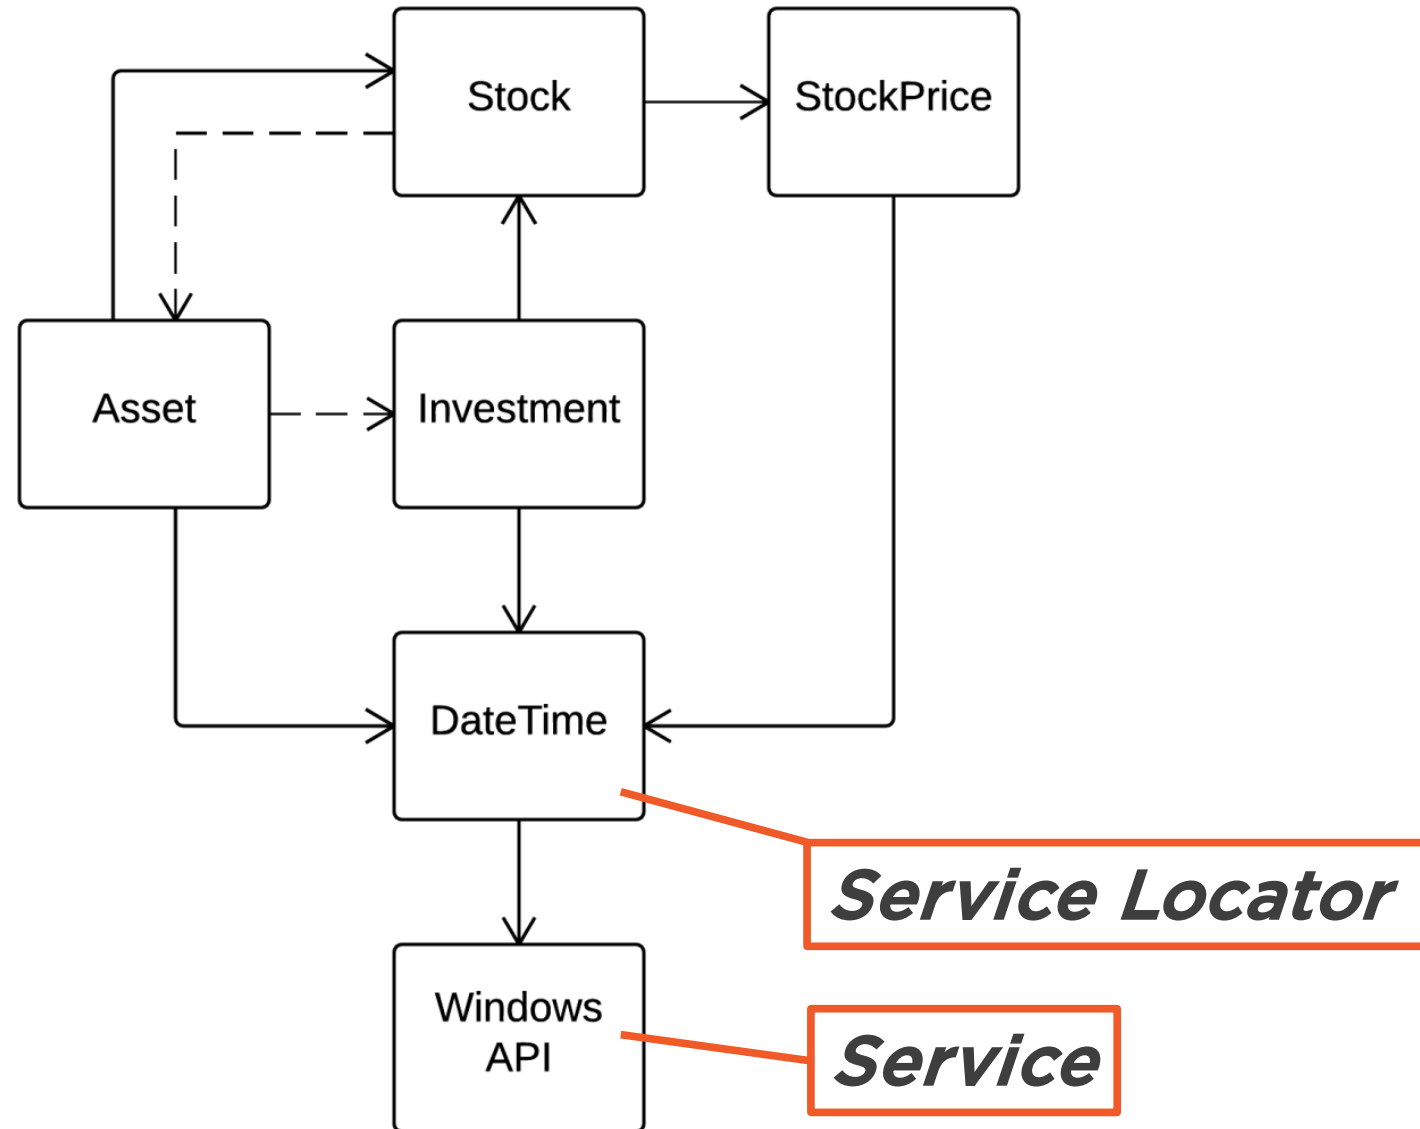 Stock
StockPrice
Asset
Investment
DateTime
Service Locator
Windows
API
Service